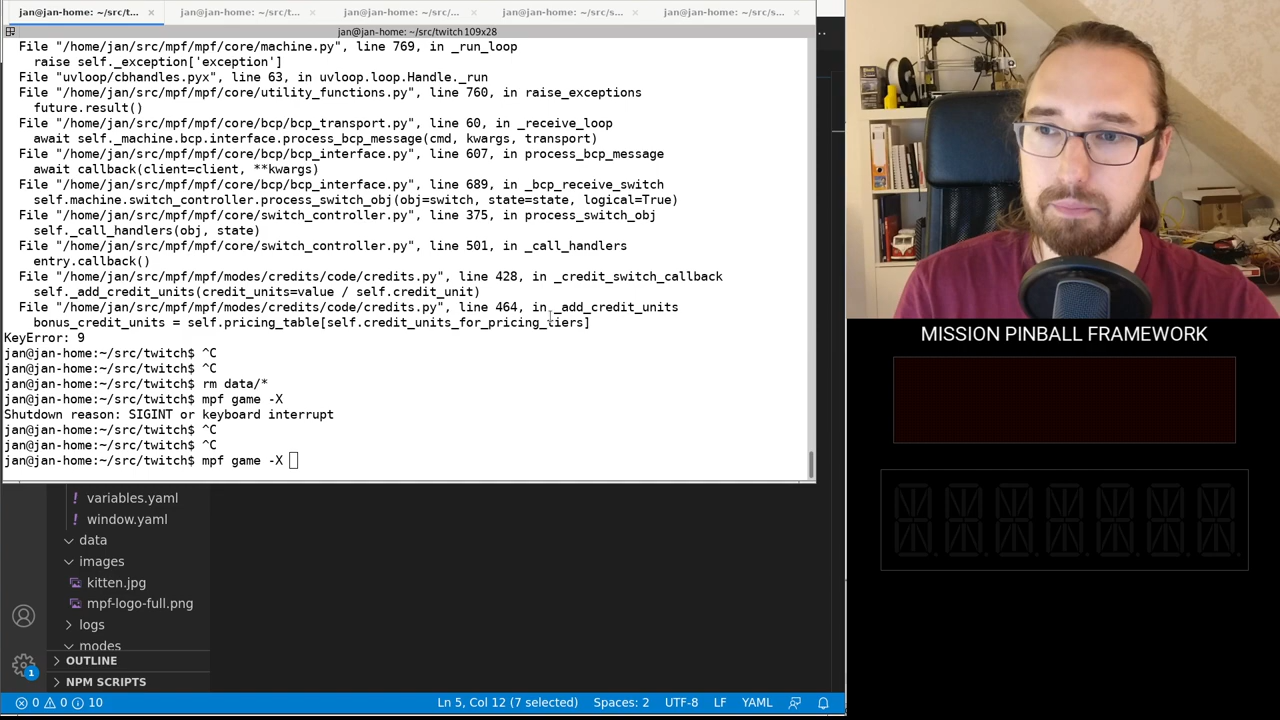 jan@jan-home: ~/src/t... × jan@jan-home: ~/src/t... × jan@jan-home: ~/src/... × jan@jan-home: ~/src/s... × jan@jan-home: ~/src/s... ×
jan@jan-home: ~/src/twitch 109x28
File "/home/jan/src/mpf/mpf/core/machine.py", line 769, in _run_loop
raise self._exception['exception']
File "uvloop/cbhandles.pyx", line 63, in uvloop.loop.Handle._run
File "/home/jan/src/mpf/mpf/core/utility_functions.py", line 760, in raise_exceptions
future.result()
File "/home/jan/src/mpf/mpf/core/bcp/bcp_transport.py", line 60, in _receive_loop
await self._machine.bcp.interface.process_bcp_message(cmd, kwargs, transport)
File "/home/jan/src/mpf/mpf/core/bcp/bcp_interface.py", line 607, in process_bcp_message
await callback(client=client, **kwargs)
File "/home/jan/src/mpf/mpf/core/bcp/bcp_interface.py", line 689, in _bcp_receive_switch
self.machine.switch_controller.process_switch_obj(obj=switch, state=state, logical=True)
File "/home/jan/src/mpf/mpf/core/switch_controller.py", line 375, in process_switch_obj
self._call_handlers(obj, state)
File "/home/jan/src/mpf/mpf/core/switch_controller.py", line 501, in _call_handlers
entry.callback()
File "/home/jan/src/mpf/mpf/modes/credits/code/credits.py", line 428, in _credit_switch_callback
self._add_credit_units(credit_units=value / self.credit_unit)
File "/home/jan/src/mpf/mpf/modes/credits/code/credits.py", line 464, in _add_credit_units
bonus_credit_units = self.pricing_table[self.credit_units_for_pricing_tiers]
KeyError: 9
jan@jan-home:~/src/twitch$ ^C
jan@jan-home:~/src/twitch$ ^C
jan@jan-home:~/src/twitch$ rm data/*
jan@jan-home:~/src/twitch$ mpf game -X
Shutdown reason: SIGINT or keyboard interrupt
jan@jan-home:~/src/twitch$ ^C
jan@jan-home:~/src/twitch$ ^C
jan@jan-home:~/src/twitch$ mpf game -X
! variables.yaml
! window.yaml
data
images
kitten.jpg
mpf-logo-full.png
logs
modes
OUTLINE
NPM SCRIPTS
1
0 0 10 Ln 5, Col 12 (7 selected) Spaces: 2 UTF-8 LF YAML
MISSION PINBALL FRAMEWORK